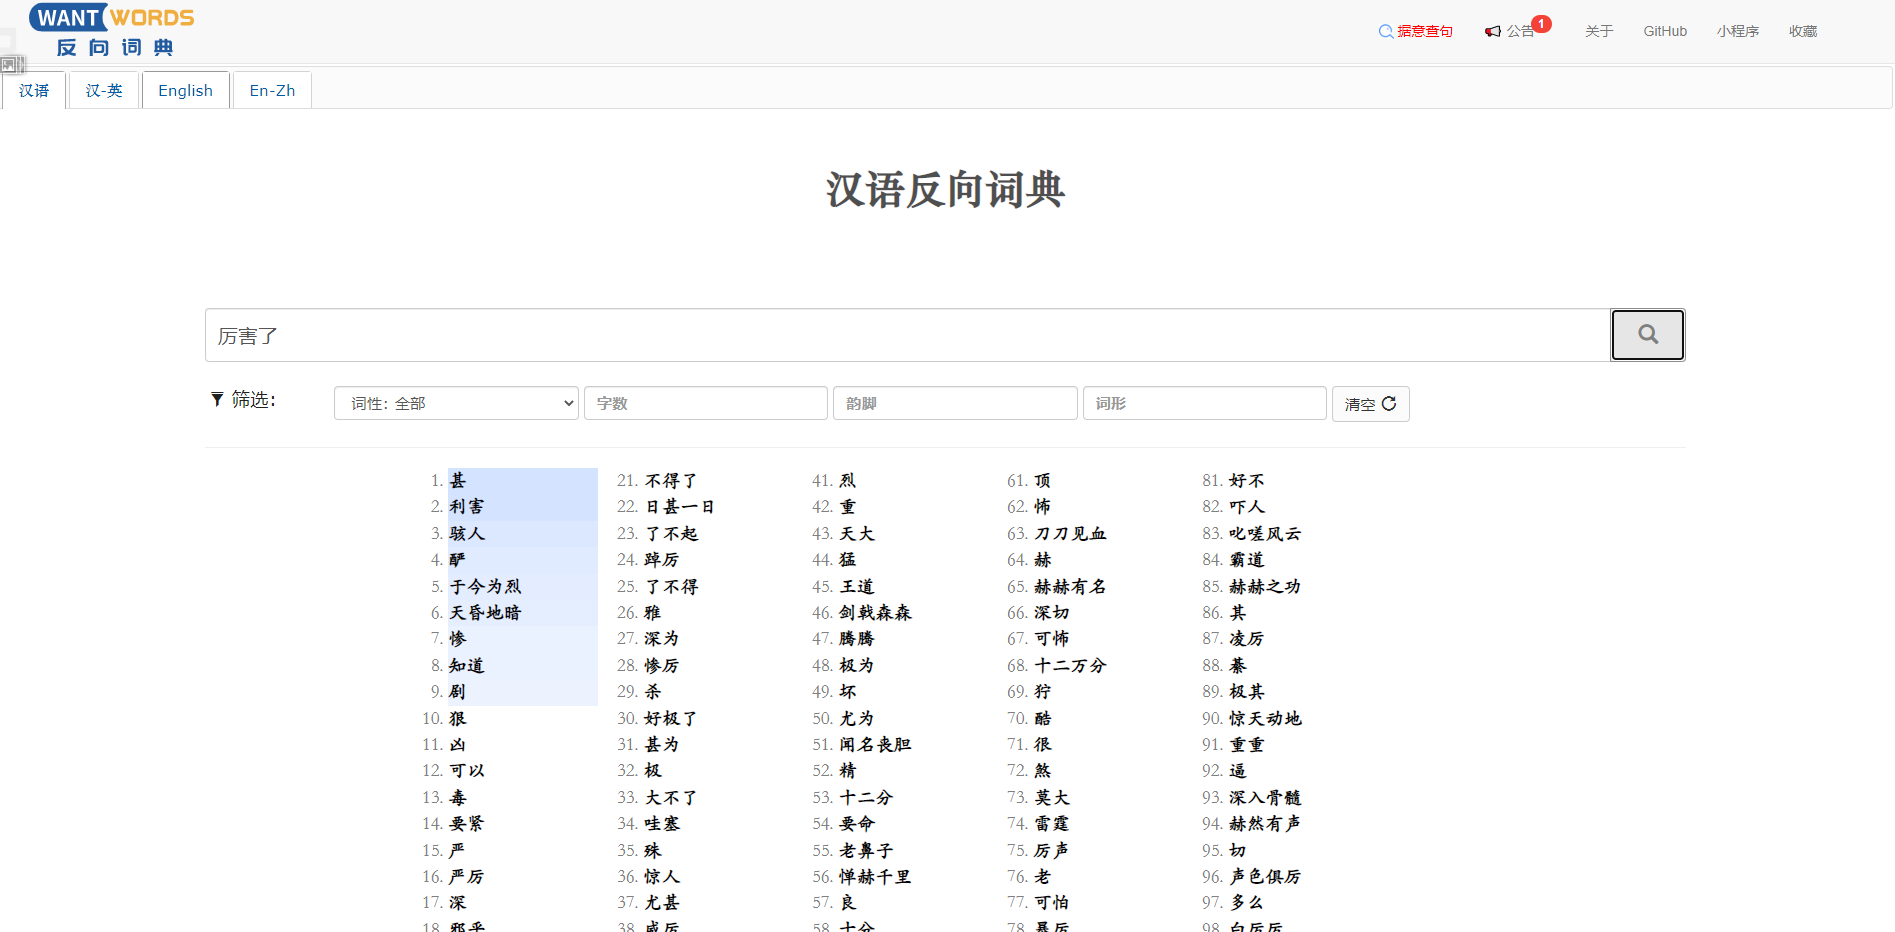 WANT WORDS
反向词典
据意查句
公告
1
关于
GitHub
小程序
收藏
汉语
汉-英
English
En-Zh
汉语反向词典
厉害了
筛选:
词性: 全部
字数
韵脚
词形
清空
1. 甚
2. 利害
3. 骇人
4. 酽
5. 于今为烈
6. 天昏地暗
7. 惨
8. 知道
9. 剧
10. 狠
11. 凶
12. 可以
13. 毒
14. 要紧
15. 严
16. 严厉
17. 深
18. 邪乎
21. 不得了
22. 日甚一日
23. 了不起
24. 踔厉
25. 了不得
26. 雅
27. 深为
28. 惨厉
29. 杀
30. 好极了
31. 甚为
32. 极
33. 大不了
34. 哇塞
35. 殊
36. 惊人
37. 尤甚
38. 威厉
41. 烈
42. 重
43. 天大
44. 猛
45. 王道
46. 剑戟森森
47. 腾腾
48. 极为
49. 坏
50. 尤为
51. 闻名丧胆
52. 精
53. 十二分
54. 要命
55. 老鼻子
56. 惮赫千里
57. 良
58. 十分
61. 顶
62. 怖
63. 刀刀见血
64. 赫
65. 赫赫有名
66. 深切
67. 可怖
68. 十二万分
69. 狞
70. 酷
71. 很
72. 煞
73. 莫大
74. 雷霆
75. 厉声
76. 老
77. 可怕
78. 暴厉
81. 好不
82. 吓人
83. 叱嗟风云
84. 霸道
85. 赫赫之功
86. 其
87. 凌厉
88. 綦
89. 极其
90. 惊天动地
91. 重重
92. 逼
93. 深入骨髓
94. 赫然有声
95. 切
96. 声色俱厉
97. 多么
98. 白厉厉